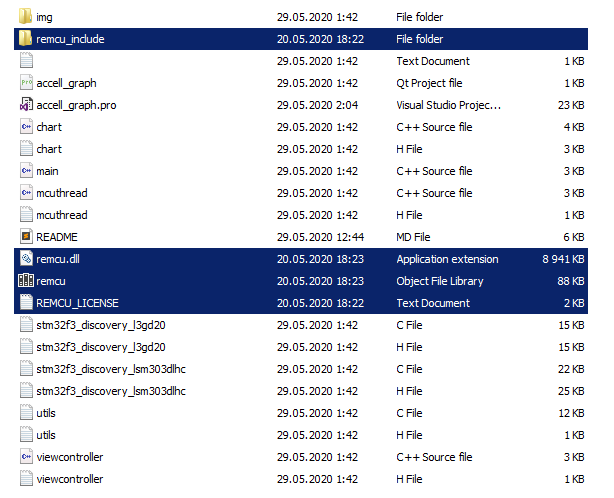 img 29.05.2020 1:42 File folder
remcu_include 20.05.2020 18:22 File folder
29.05.2020 1:42 Text Document 1 KB
accell_graph 29.05.2020 1:42 Qt Project file 1 KB
accell_graph.pro 29.05.2020 2:04 Visual Studio Projec... 23 KB
chart 29.05.2020 1:42 C++ Source file 4 KB
chart 29.05.2020 1:42 H File 3 KB
main 29.05.2020 1:42 C++ Source file 3 KB
mcuthread 29.05.2020 1:42 C++ Source file 3 KB
mcuthread 29.05.2020 1:42 H File 1 KB
README 29.05.2020 12:44 MD File 6 KB
remcu.dll 20.05.2020 18:23 Application extension 8 941 KB
remcu 20.05.2020 18:23 Object File Library 88 KB
REMCU_LICENSE 20.05.2020 18:22 Text Document 2 KB
stm32f3_discovery_l3gd20 29.05.2020 1:42 C File 15 KB
stm32f3_discovery_l3gd20 29.05.2020 1:42 H File 15 KB
stm32f3_discovery_lsm303dlhc 29.05.2020 1:42 C File 22 KB
stm32f3_discovery_lsm303dlhc 29.05.2020 1:42 H File 25 KB
utils 29.05.2020 1:42 C File 12 KB
utils 29.05.2020 1:42 H File 1 KB
viewcontroller 29.05.2020 1:42 C++ Source file 3 KB
viewcontroller 29.05.2020 1:42 H File 1 KB